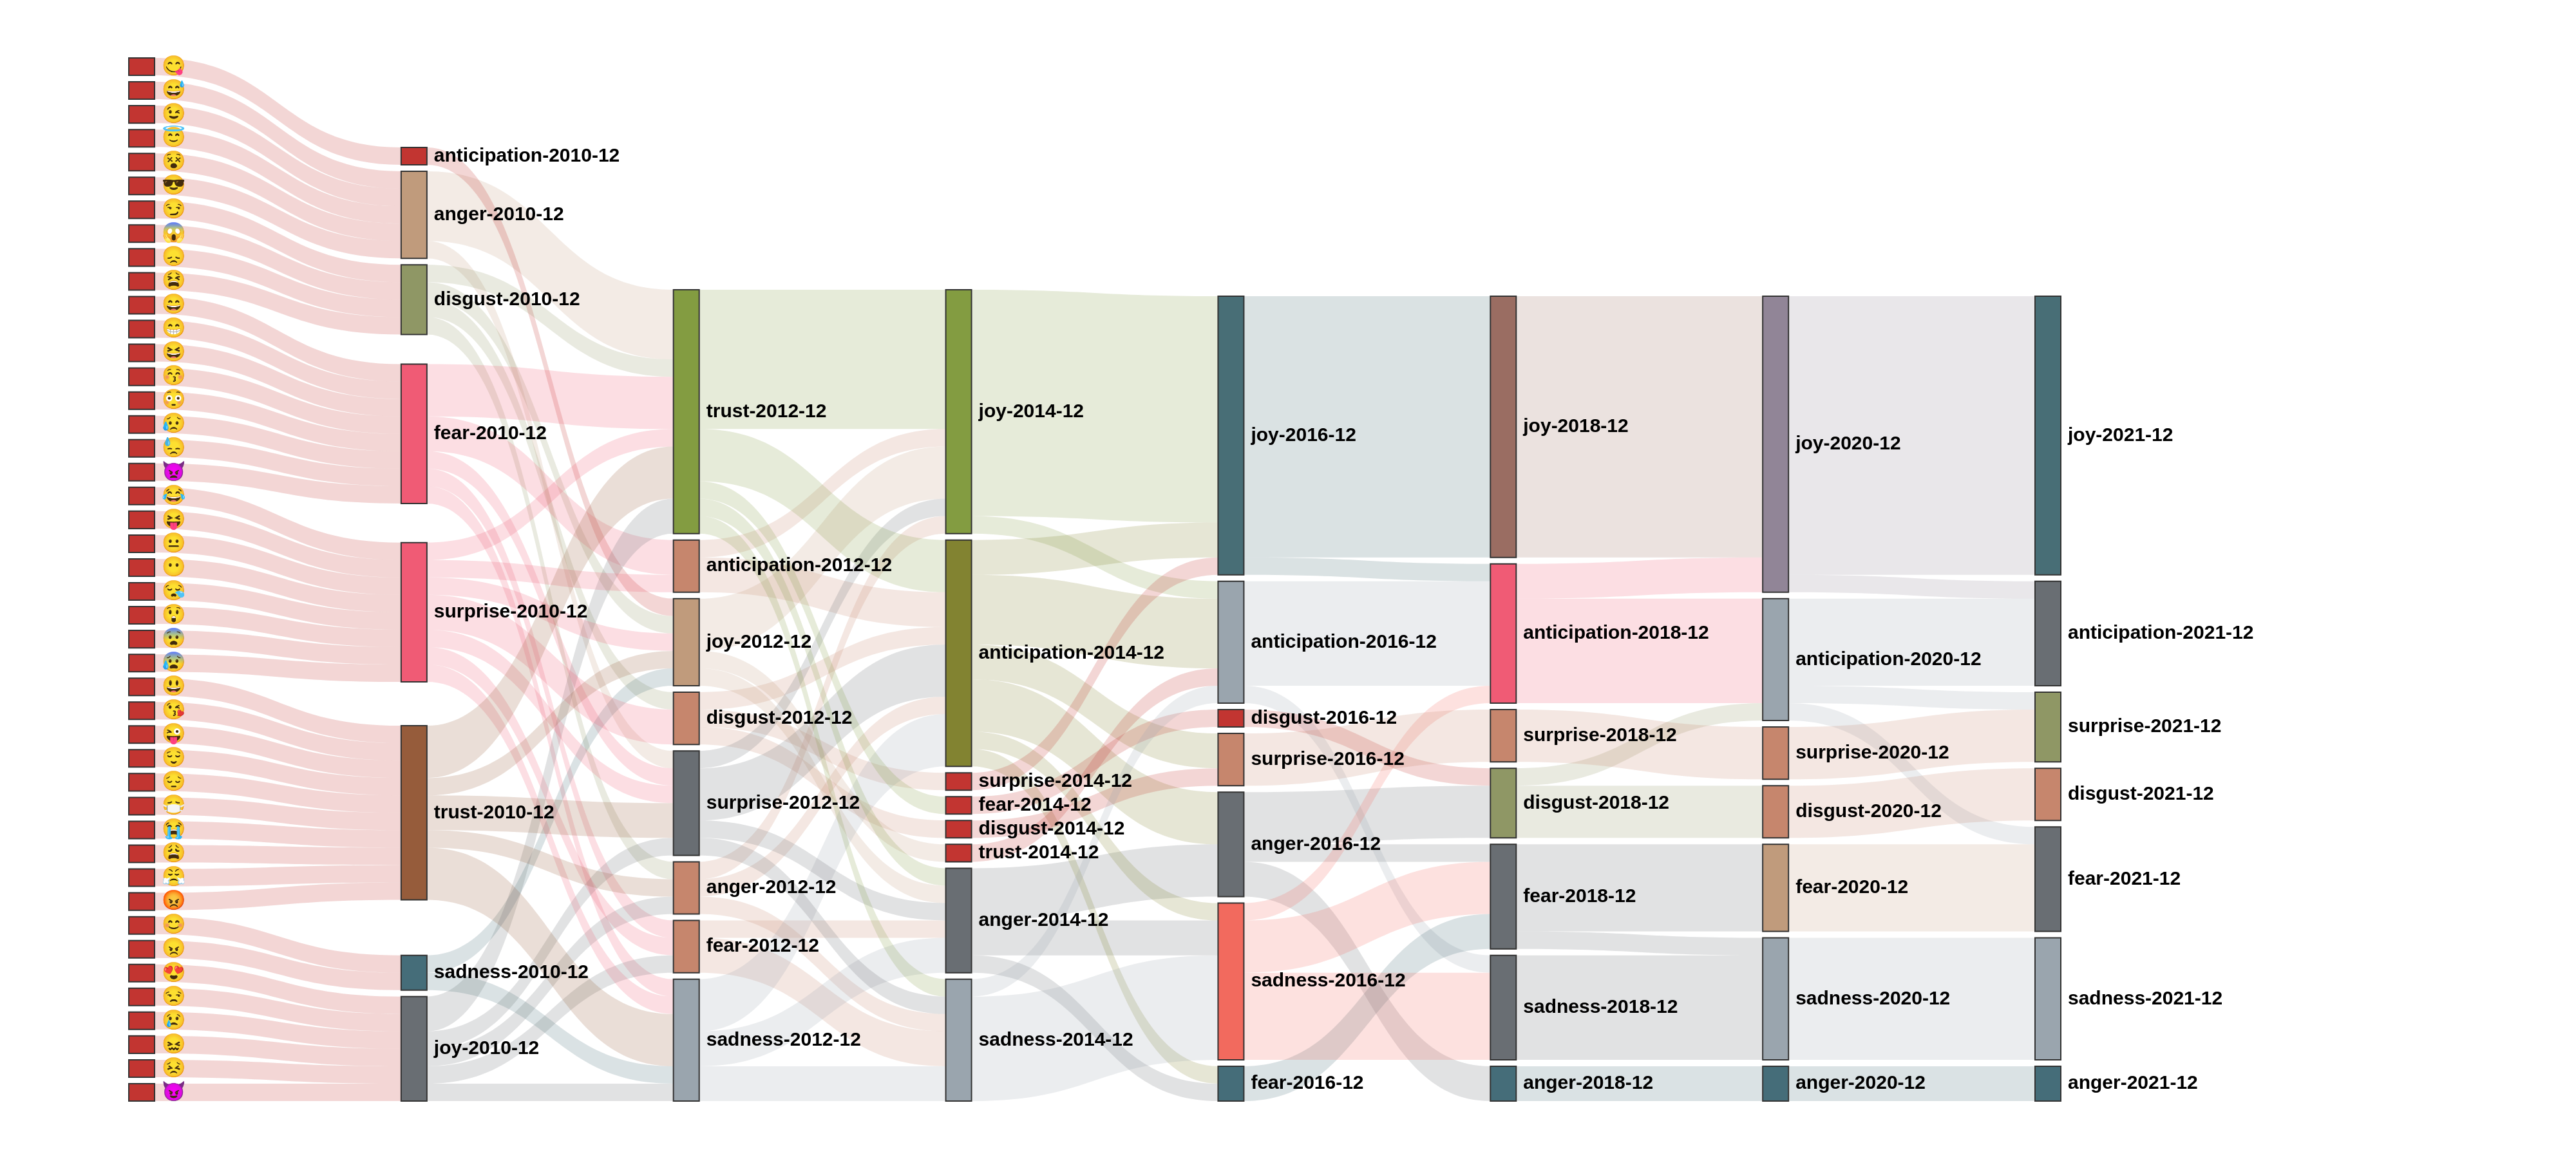 anticipation-2010-12
anger-2010-12
disgust-2010-12
fear-2010-12
surprise-2010-12
trust-2010-12
sadness-2010-12
joy-2010-12
trust-2012-12
anticipation-2012-12
joy-2012-12
disgust-2012-12
surprise-2012-12
anger-2012-12
fear-2012-12
sadness-2012-12
joy-2014-12
anticipation-2014-12
surprise-2014-12
fear-2014-12
disgust-2014-12
trust-2014-12
anger-2014-12
sadness-2014-12
joy-2016-12
anticipation-2016-12
disgust-2016-12
surprise-2016-12
anger-2016-12
sadness-2016-12
fear-2016-12
joy-2018-12
anticipation-2018-12
surprise-2018-12
disgust-2018-12
fear-2018-12
sadness-2018-12
anger-2018-12
joy-2020-12
anticipation-2020-12
surprise-2020-12
disgust-2020-12
fear-2020-12
sadness-2020-12
anger-2020-12
joy-2021-12
anticipation-2021-12
surprise-2021-12
disgust-2021-12
fear-2021-12
sadness-2021-12
anger-2021-12